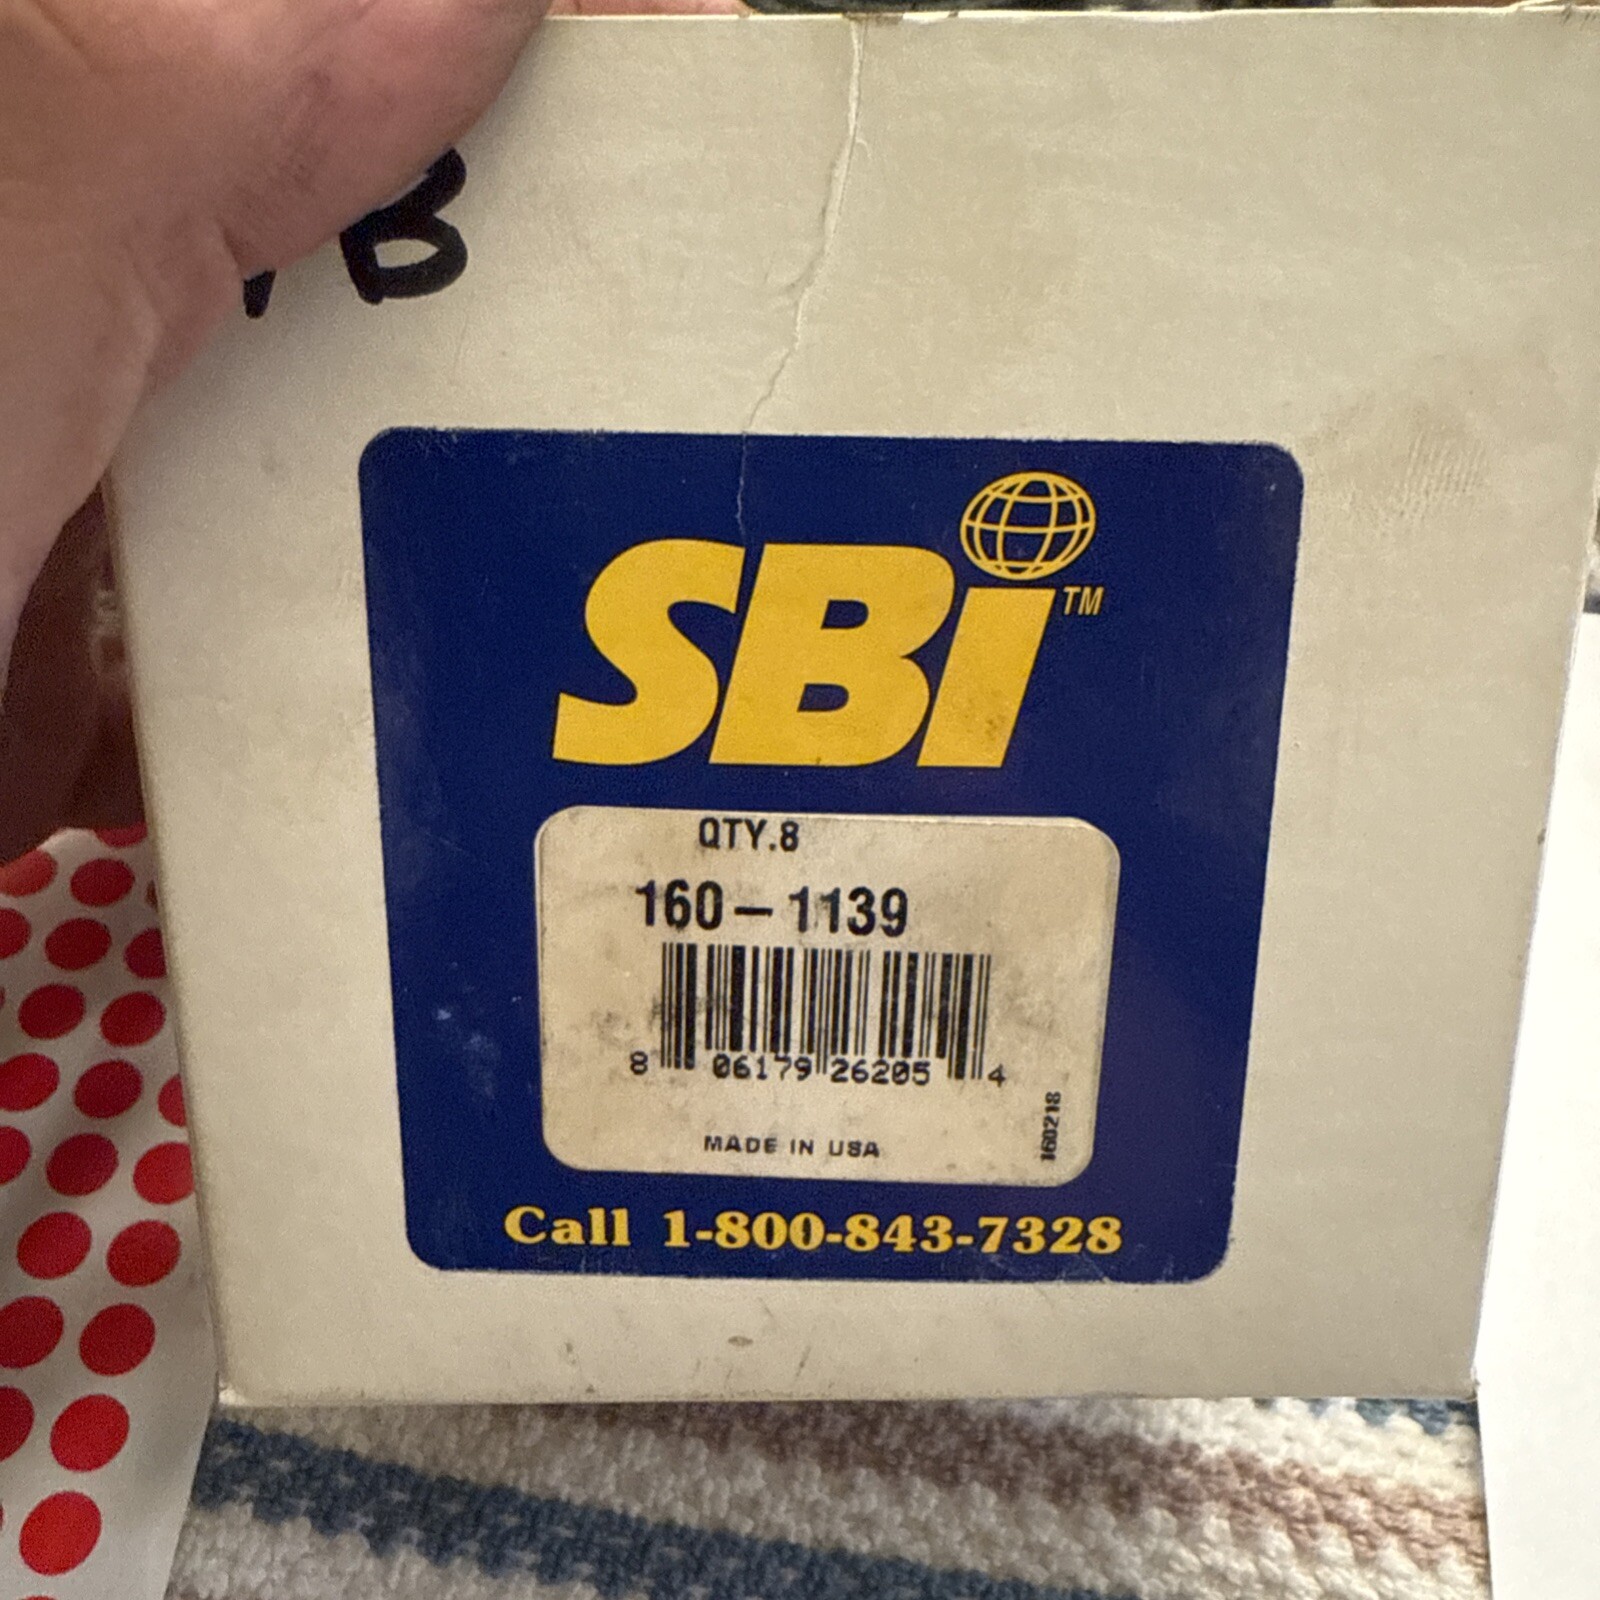 B
SBI™
QTY.8
160-1139
8 06179 26205 4
160218
MADE IN USA
Call 1-800-843-7328